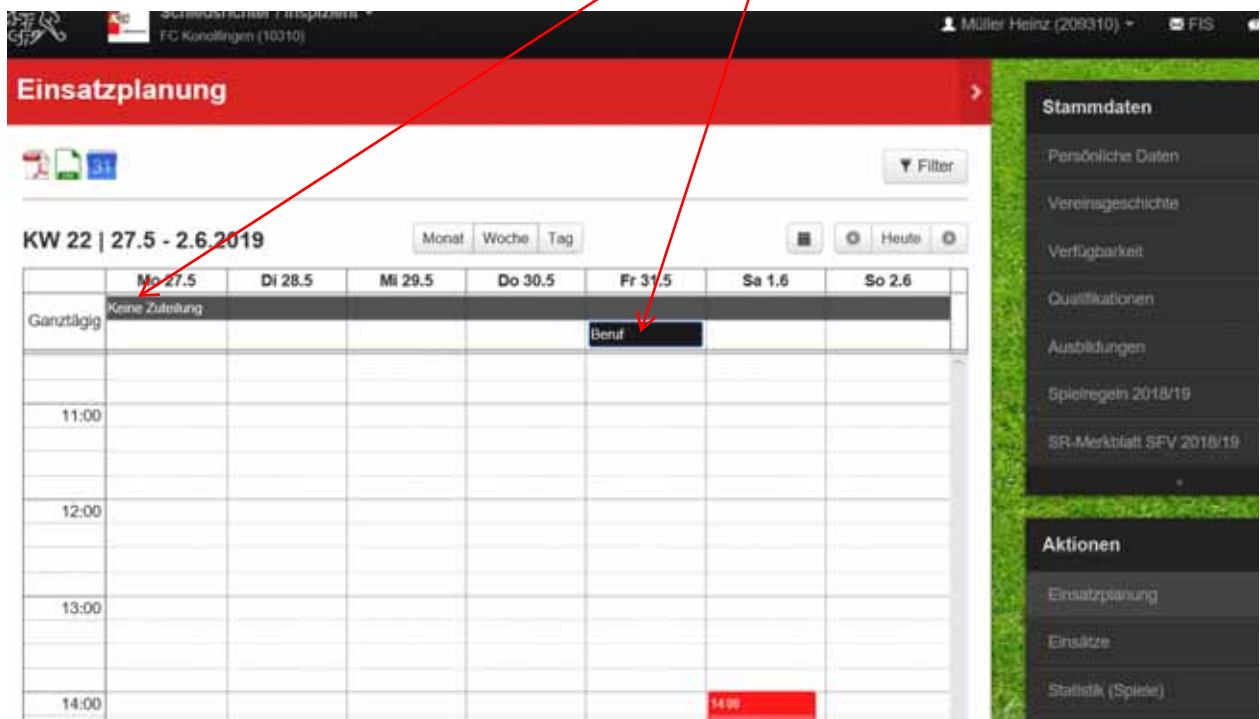 Schiedsrichter / Inspizient
FC Konolfingen (10310)
Müller Heinz (209310)
FIS
Einsatzplanung
31
Filter
KW 22 | 27.5 - 2.6.2019
Monat Woche Tag
Heute
Mo 27.5 Di 28.5 Mi 29.5 Do 30.5 Fr 31.5 Sa 1.6 So 2.6
Ganztägig
Keine Zuteilung
Beruf
11:00
12:00
13:00
14:00
14:00
Stammdaten
Persönliche Daten
Vereinsgeschichte
Verfügbarkeit
Qualifikationen
Ausbildungen
Spielregeln 2018/19
SR-Merkblatt SFV 2018/19
Aktionen
Einsatzplanung
Einsätze
Statistik (Spiele)